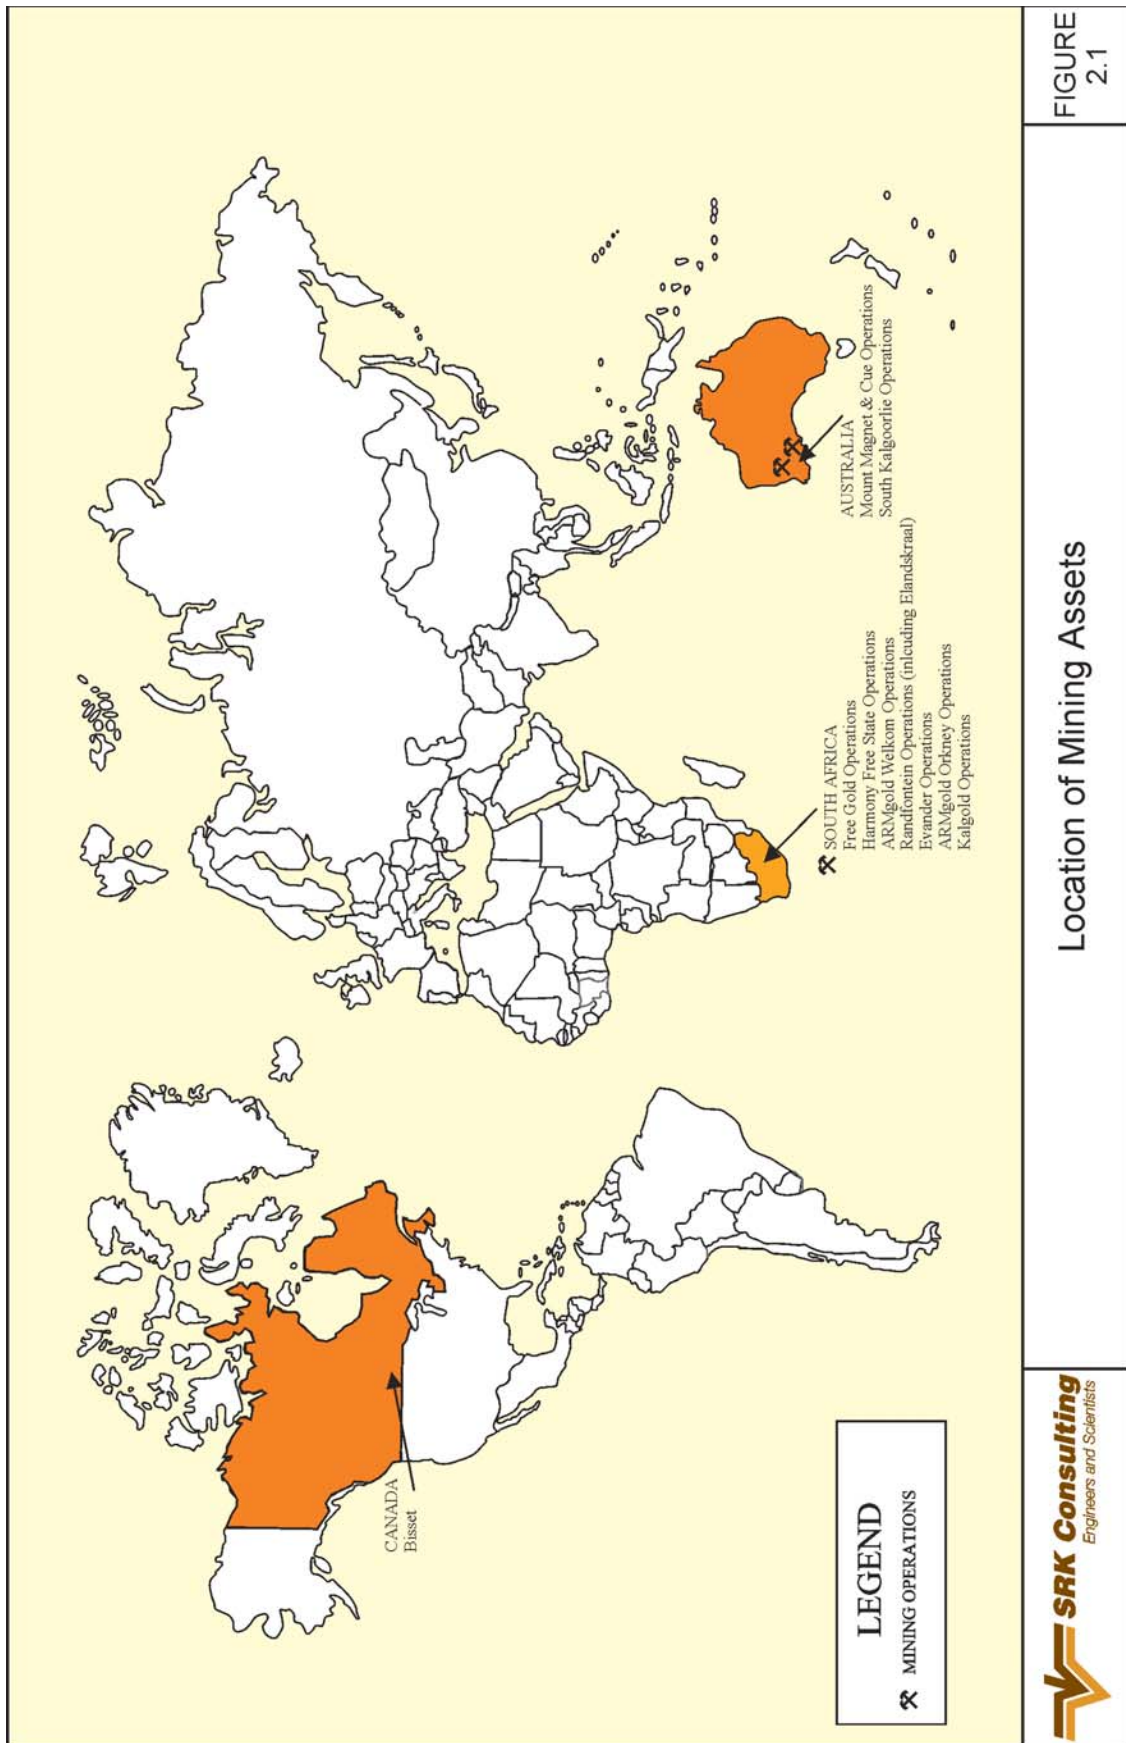 CANADA
Bisset
SOUTH AFRICA
Free Gold Operations
Harmony Free State Operations
ARMgold Welkom Operations
Randfontein Operations (inlcuding Elandskraal)
Evander Operations
ARMgold Orkney Operations
Kalgold Operations
AUSTRALIA
Mount Magnet & Cue Operations
South Kalgoorlie Operations
LEGEND
MINING OPERATIONS
SRK Consulting
Engineers and Scientists
Location of Mining Assets
FIGURE
2.1